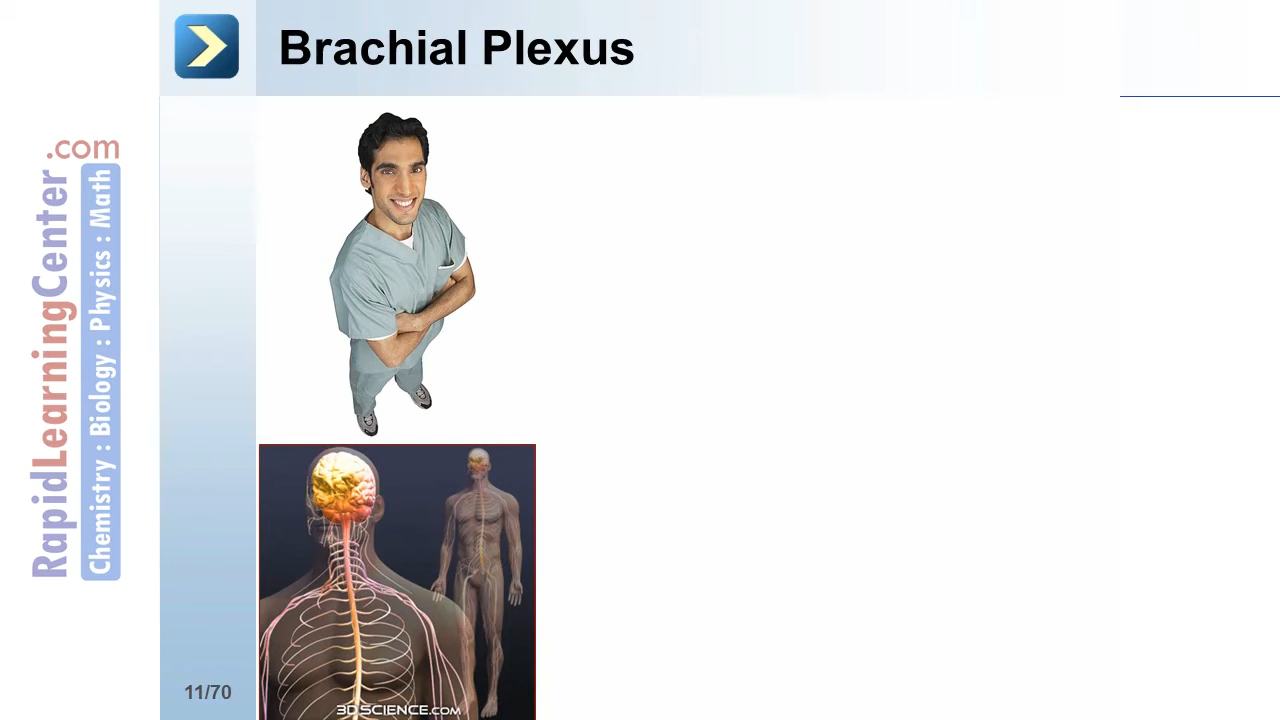 Brachial Plexus
RapidLearningCenter.com
Chemistry : Biology : Physics : Math
3DSCIENCE.COM
11/70